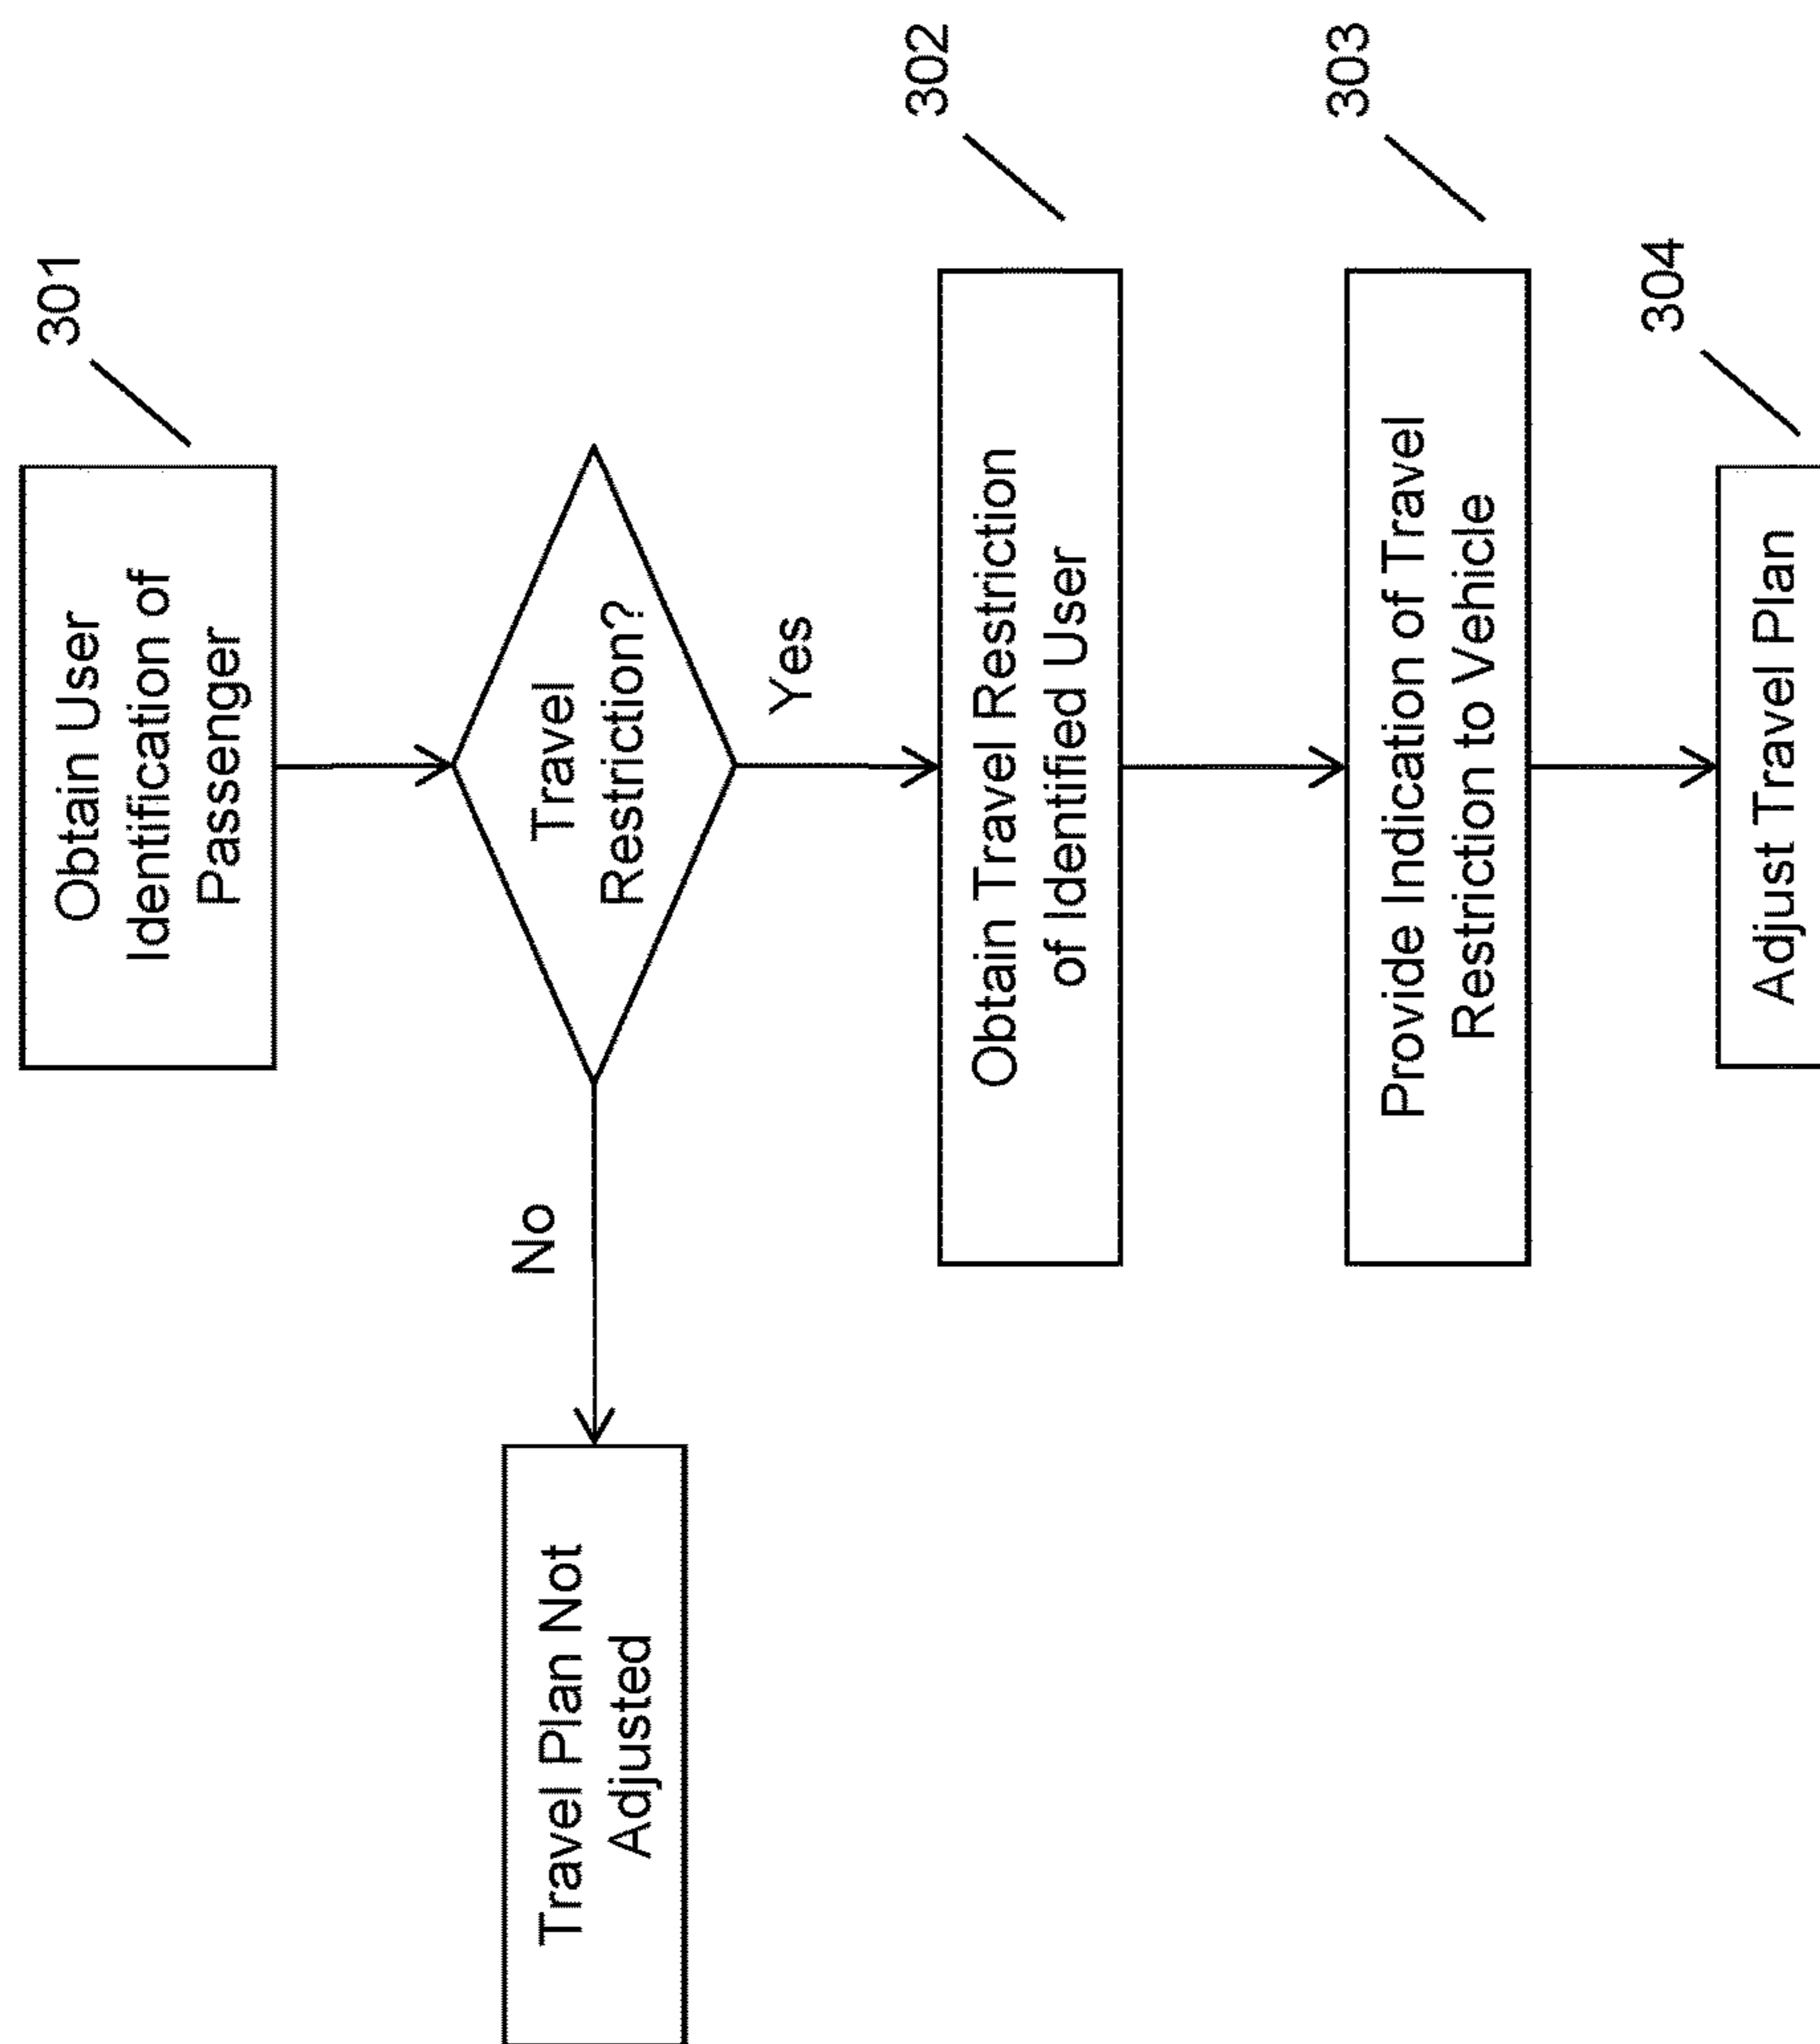 Obtain User
Identification of
Passenger
301
Travel
Restriction?
No
Yes
Travel Plan Not
Adjusted
Obtain Travel Restriction
of Identified User
302
Provide Indication of Travel
Restriction to Vehicle
303
Adjust Travel Plan
304